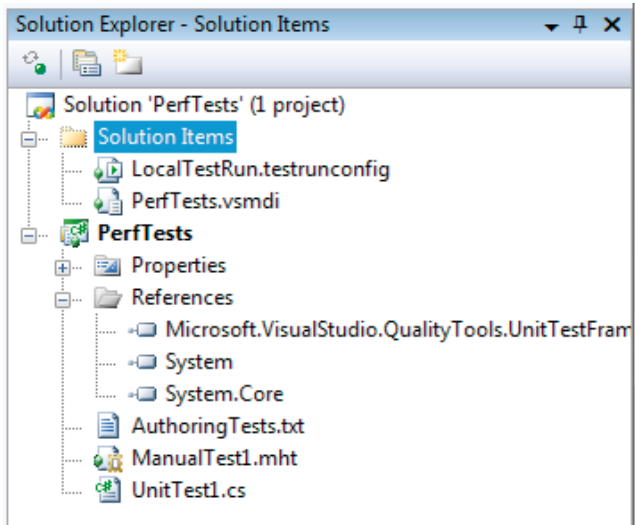 Solution Explorer - Solution Items
Solution 'PerfTests' (1 project)
Solution Items
LocalTestRun.testrunconfig
PerfTests.vsmdi
PerfTests
Properties
References
Microsoft.VisualStudio.QualityTools.UnitTestFram
System
System.Core
AuthoringTests.txt
ManualTest1.mht
UnitTest1.cs